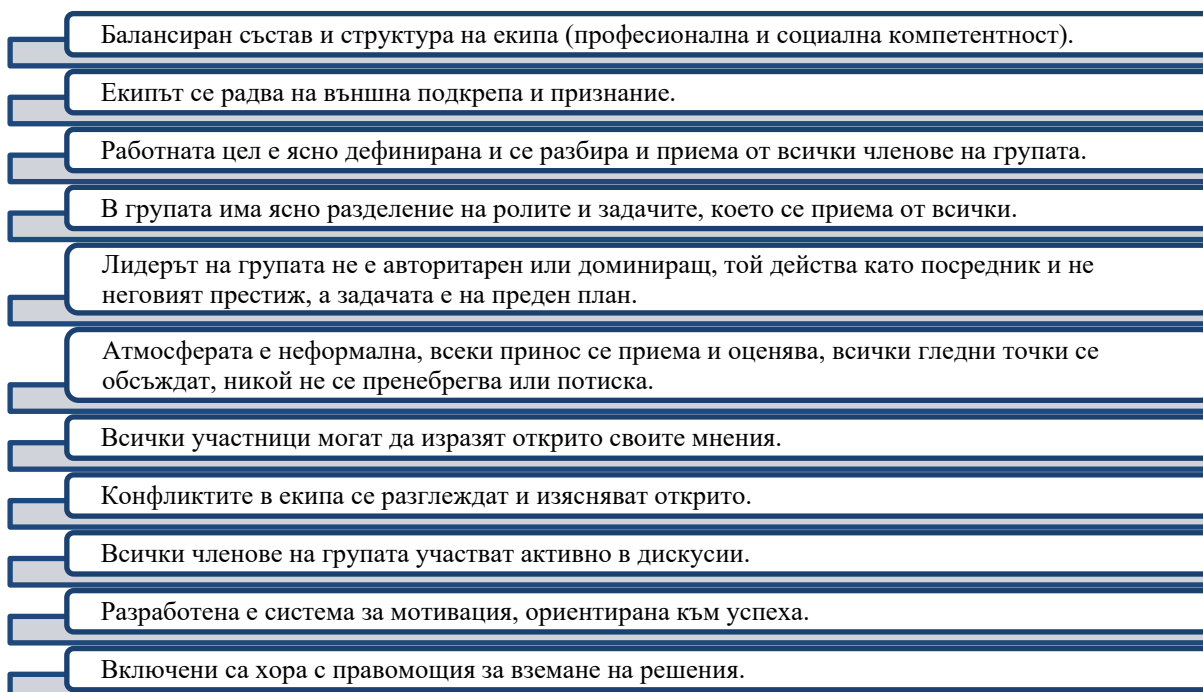 Балансиран състав и структура на екипа (професионална и социална компетентност).
Екипът се радва на външна подкрепа и признание.
Работната цел е ясно дефинирана и се разбира и приема от всички членове на групата.
В групата има ясно разделение на ролите и задачите, което се приема от всички.
Лидерът на групата не е авторитарен или доминиращ, той действа като посредник и не
неговият престиж, а задачата е на преден план.
Атмосферата е неформална, всеки принос се приема и оценява, всички гледни точки се
обсъждат, никой не се пренебрегва или потиска.
Всички участници могат да изразят открито своите мнения.
Конфликтите в екипа се разглеждат и изясняват открито.
Всички членове на групата участват активно в дискусии.
Разработена е система за мотивация, ориентирана към успеха.
Включени са хора с правомощия за вземане на решения.